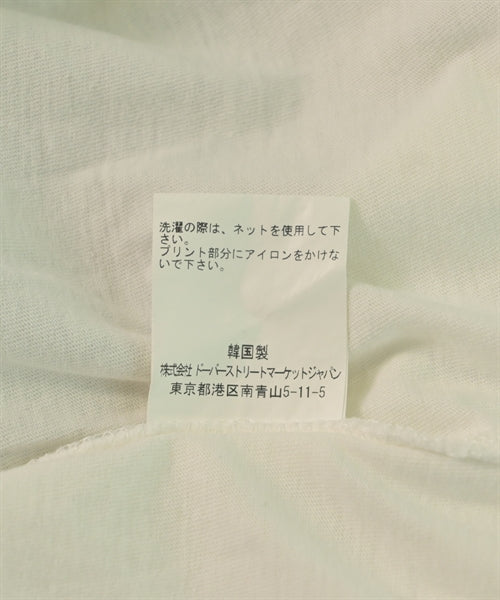 洗濯の際は、ネットを使用して下
さい。
プリント部分にアイロンをかけな
いで下さい。
韓国製
株式会社 ドーバーストリートマーケットジャパン
東京都港区南青山5-11-5